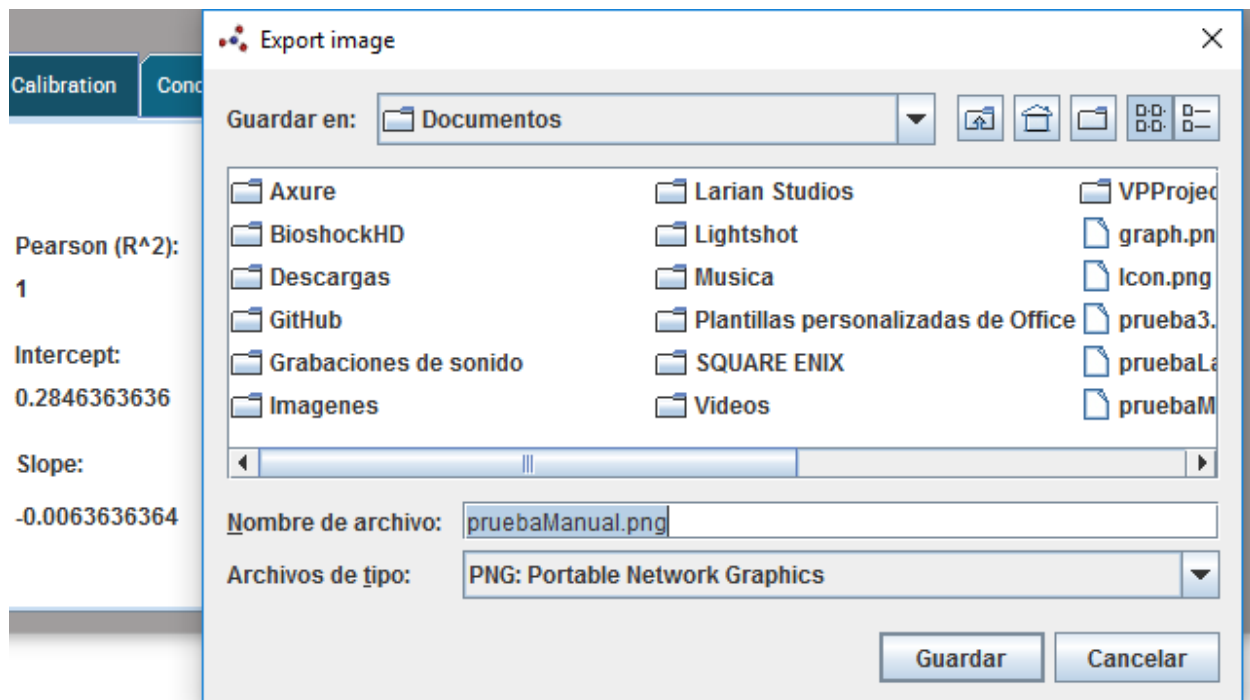 Export image
Calibration
Conc
Guardar en:
Documentos
Axure
BioshockHD
Descargas
GitHub
Grabaciones de sonido
Imagenes
Larian Studios
Lightshot
Musica
Plantillas personalizadas de Office
SQUARE ENIX
Videos
VPProjec
graph.pn
Icon.png
prueba3.
pruebaLa
pruebaM
Pearson (R^2):
1
Intercept:
0.2846363636
Slope:
-0.0063636364
Nombre de archivo:
pruebaManual.png
Archivos de tipo:
PNG: Portable Network Graphics
Guardar
Cancelar